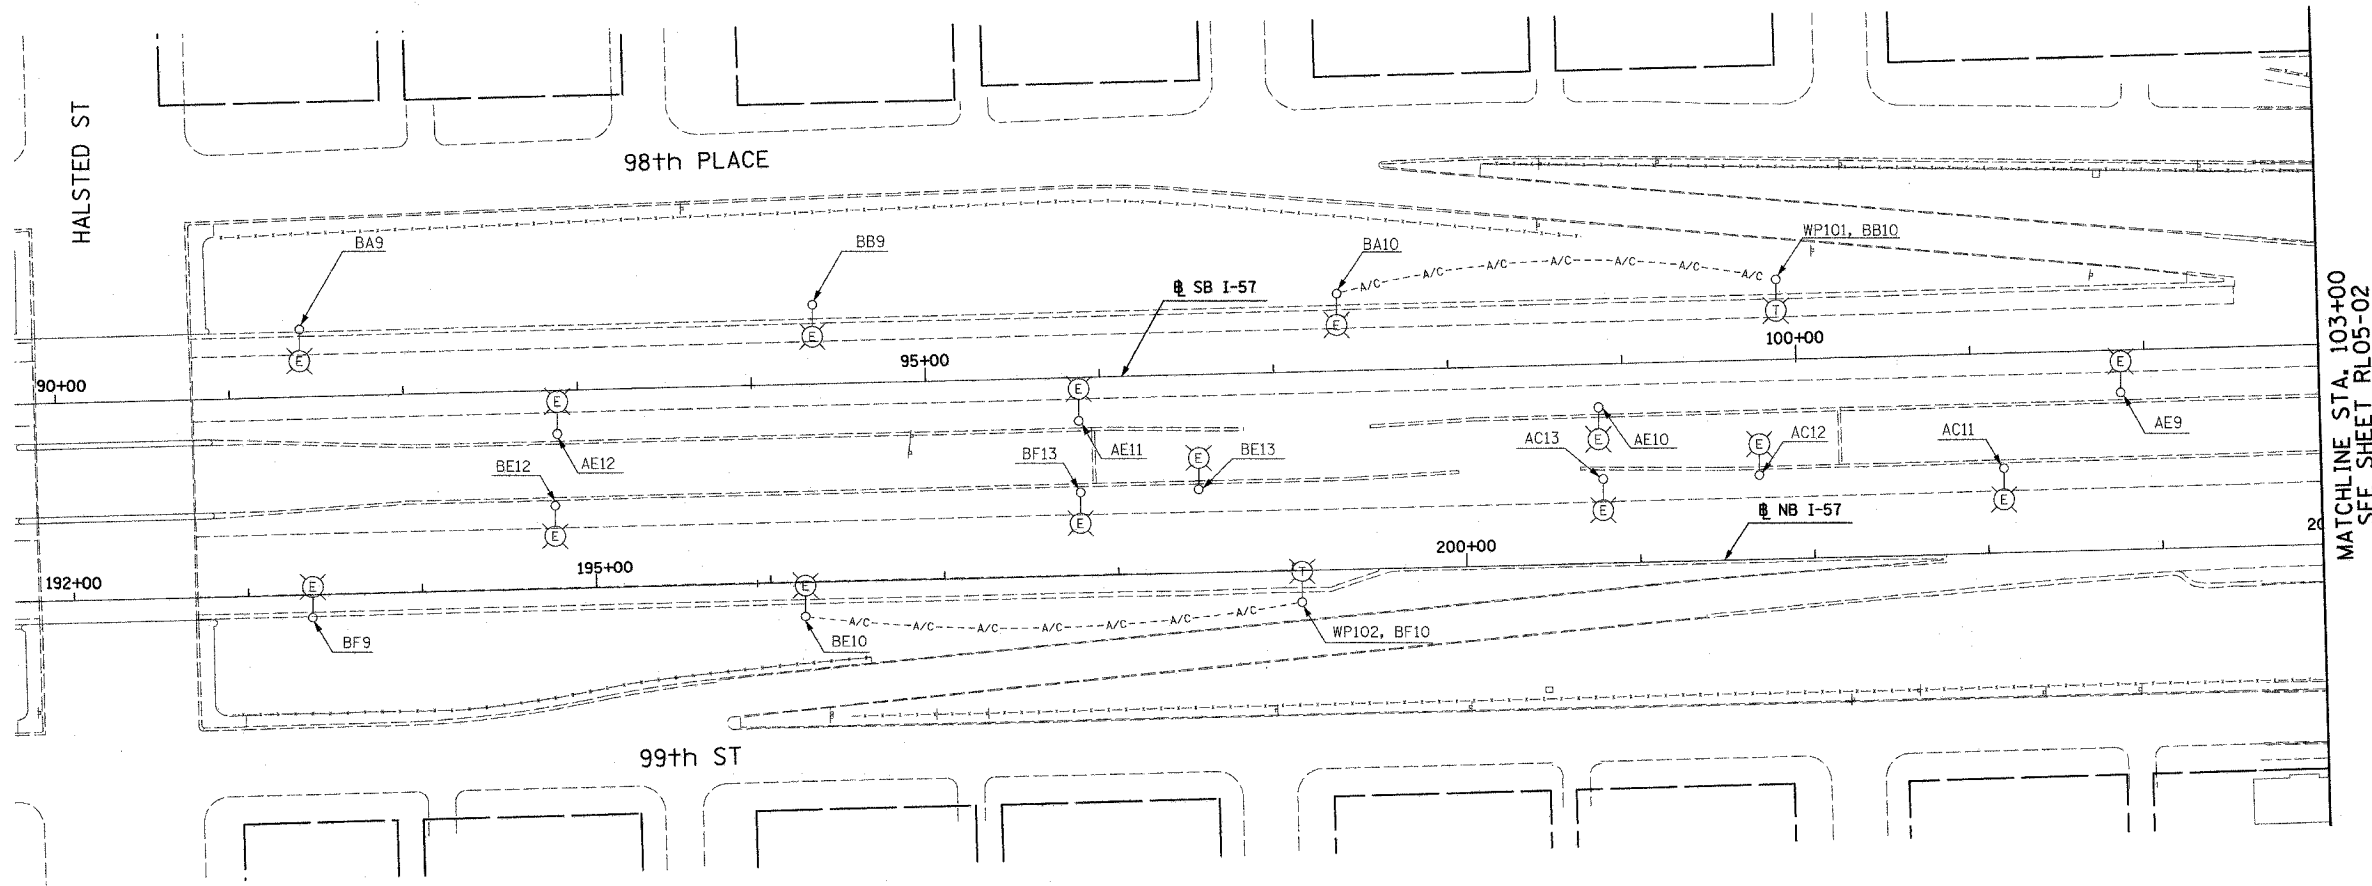 HALSTED ST
98th PLACE
BA9
BB9
BA10
WP101, BB10
A/C A/C A/C A/C A/C A/C A/C
℄ SB I-57
E
E
E
T
100+00
95+00
90+00
E
E
E
AE12
AE11
AE10
AE9
E
E
E
BE12
BF13
BE13
AC13
AC12
AC11
E
E
E
E
℄ NB I-57
200+00
195+00
192+00
20
E
E
T
A/C A/C A/C A/C A/C A/C A/C
BF9
BE10
WP102, BF10
99th ST
MATCHLINE STA. 103+00
SEE SHEET RL05-02